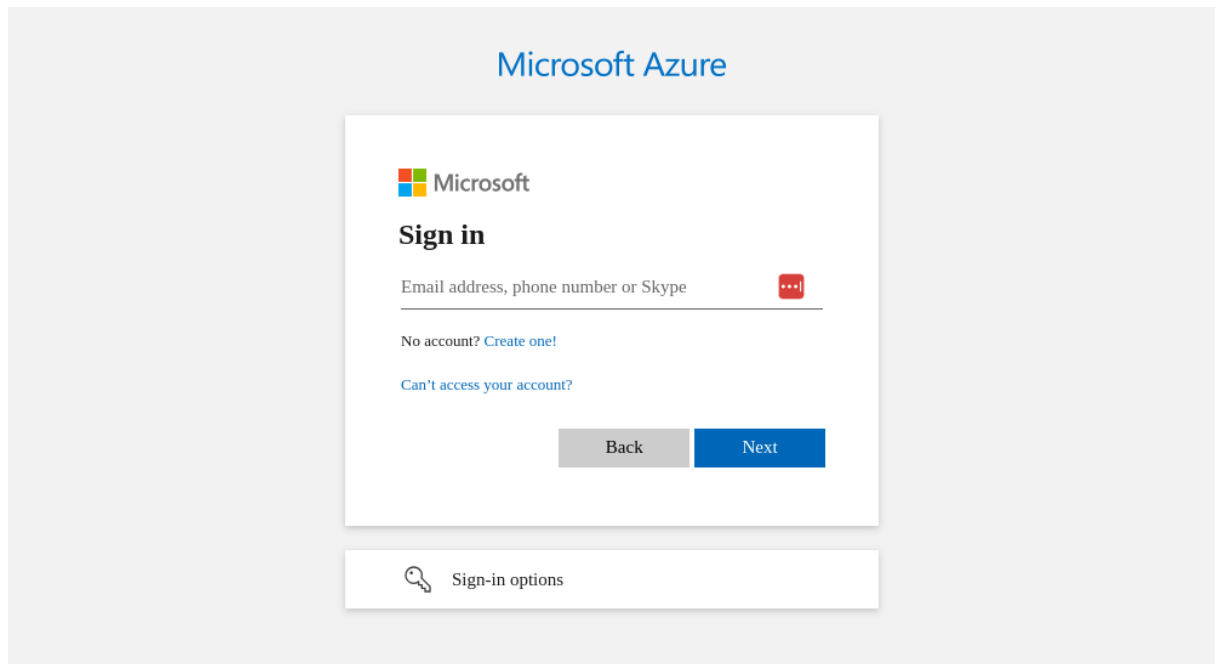 Microsoft Azure
Microsoft
Sign in
Email address, phone number or Skype
No account? Create one!
Can’t access your account?
Back Next
Sign-in options